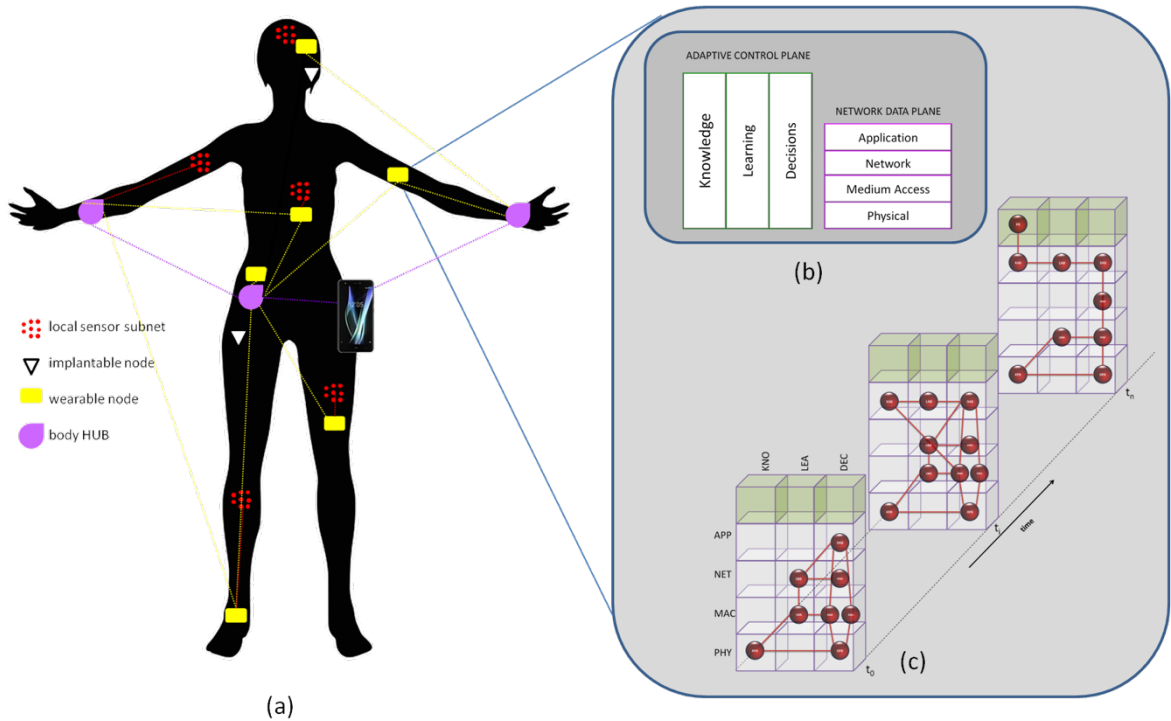 local sensor subnet
implantable node
wearable node
body HUB
(a)
ADAPTIVE CONTROL PLANE
Knowledge
Learning
Decisions
NETWORK DATA PLANE
Application
Network
Medium Access
Physical
(b)
KNO
LEA
DEC
APP
NET
MAC
PHY
t0
ti
tn
time
(c)